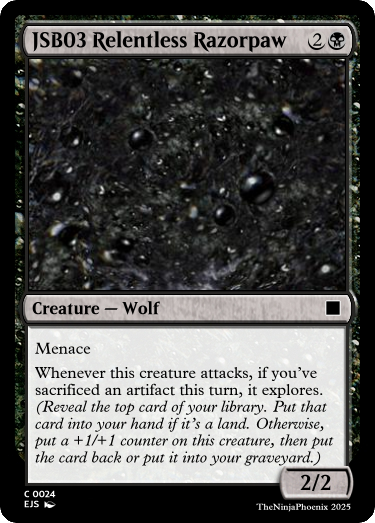 JSB03 Relentless Razorpaw 2
Creature — Wolf
Menace
Whenever this creature attacks, if you've
sacrificed an artifact this turn, it explores.
(Reveal the top card of your library. Put that
card into your hand if it's a land. Otherwise,
put a +1/+1 counter on this creature, then put
the card back or put it into your graveyard.)
2/2
C 0024
EJS
TheNinjaPhoenix 2025